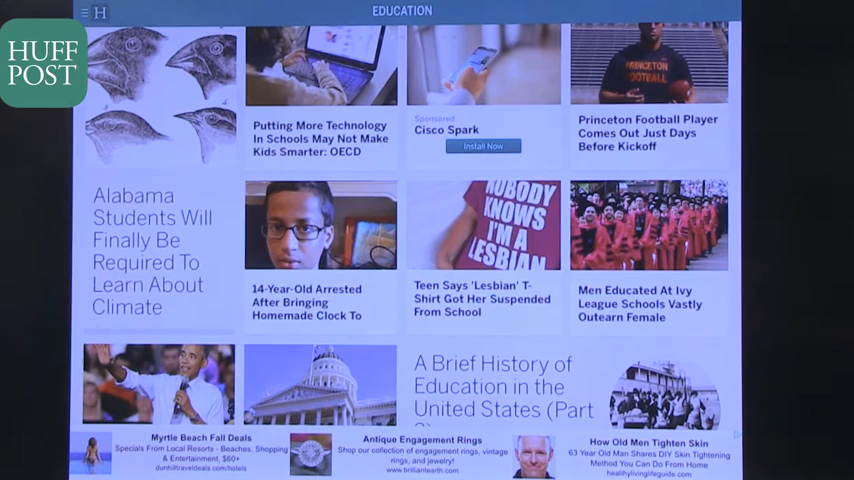 EDUCATION
H
HUFF
POST
PRINCETON
FOOTBALL
Putting More Technology
In Schools May Not Make
Kids Smarter: OECD
Sponsored
Cisco Spark
Install Now
Princeton Football Player
Comes Out Just Days
Before Kickoff
Alabama
Students Will
Finally Be
Required To
Learn About
Climate
NOBODY
KNOWS
I'M A
LESBIAN
14-Year-Old Arrested
After Bringing
Homemade Clock To
Teen Says 'Lesbian' T-
Shirt Got Her Suspended
From School
Men Educated At Ivy
League Schools Vastly
Outearn Female
A Brief History of
Education in the
United States (Part
Myrtle Beach Fall Deals
Specials From Local Resorts - Beaches, Shopping
& Entertainment, $60+
dunhilltraveldeals.com/hotels
Antique Engagement Rings
Shop our collection of engagement rings, vintage
rings, and jewelry!
www.brilliantearth.com
How Old Men Tighten Skin
63 Year Old Man Shares DIY Skin Tightening
Method You Can Do From Home
healthylivinglifeguide.com